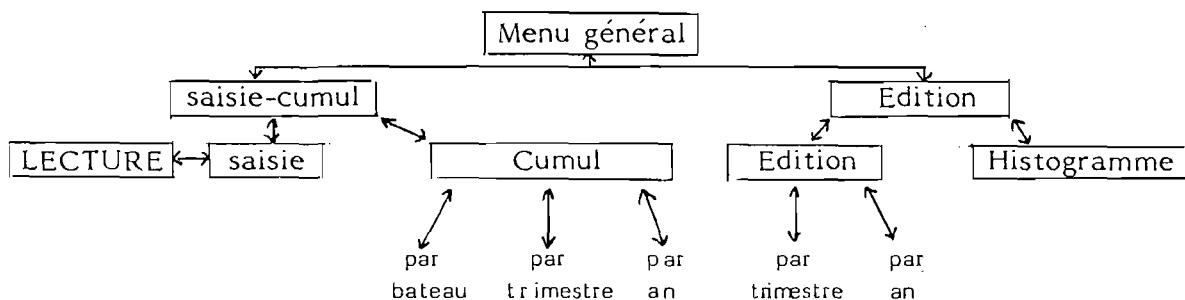 Menu général
saisie-cumul Edition
LECTURE saisie Cumul Edition Histogramme
par par par par par
bateau trimestre an trimestre an